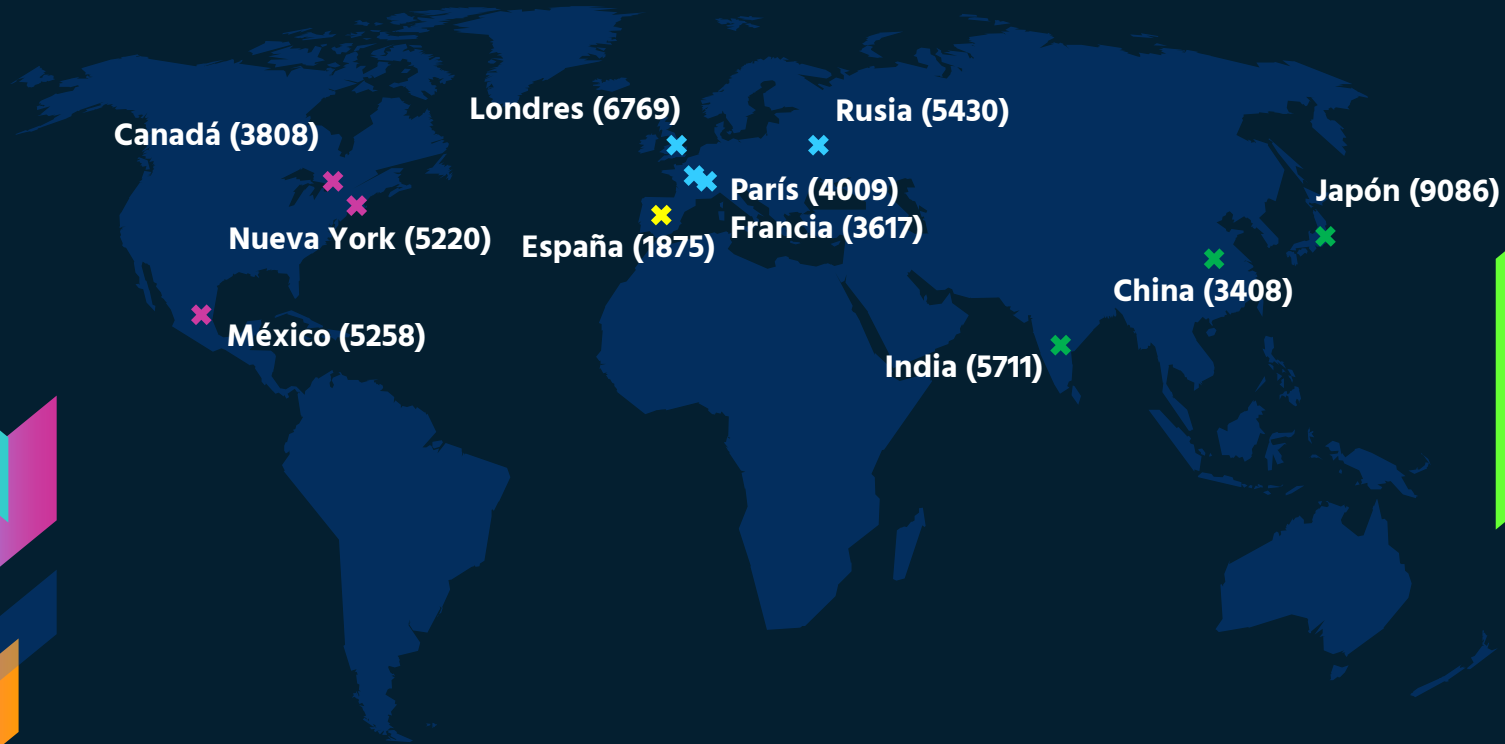 Londres (6769)
Rusia (5430)
Canadá (3808)
París (4009)
Japón (9086)
Francia (3617)
Nueva York (5220)
España (1875)
China (3408)
México (5258)
India (5711)